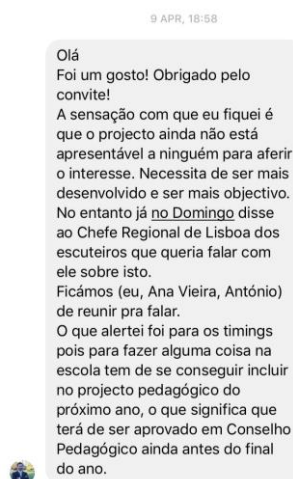 9 APR, 18:58
Olá
Foi um gosto! Obrigado pelo
convite!
A sensação com que eu fiquei é
que o projecto ainda não está
apresentável a ninguém para aferir
o interesse. Necessita de ser mais
desenvolvido e ser mais objectivo.
No entanto já no Domingo disse
ao Chefe Regional de Lisboa dos
escuteiros que queria falar com
ele sobre isto.
Ficámos (eu, Ana Vieira, António)
de reunir pra falar.
O que alertei foi para os timings
pois para fazer alguma coisa na
escola tem de se conseguir incluir
no projecto pedagógico do
próximo ano, o que significa que
terá de ser aprovado em Conselho
Pedagógico ainda antes do final
do ano.